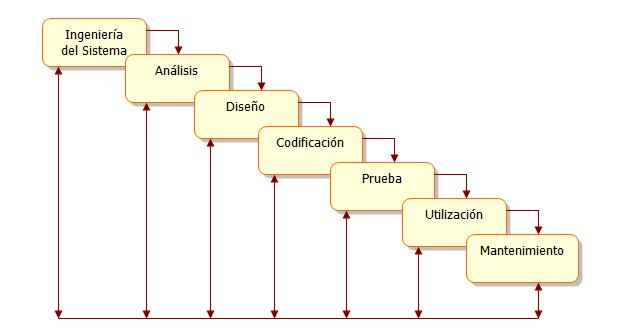 Ingeniería
del Sistema
Análisis
Diseño
Codificación
Prueba
Utilización
Mantenimiento